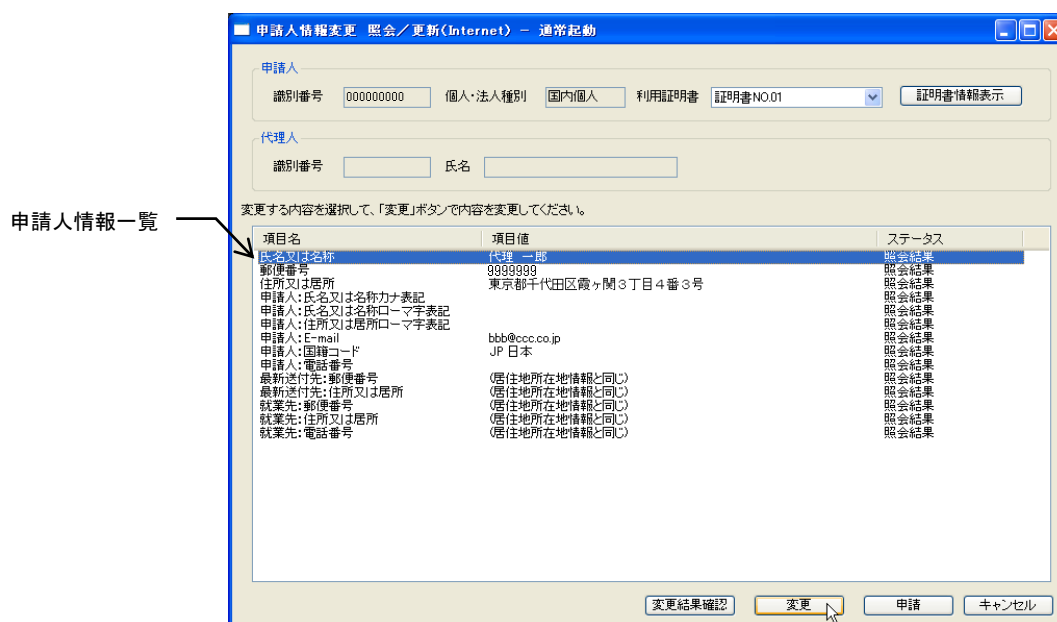 申請人情報変更 照会／更新(Internet) － 通常起動
申請人
識別番号 000000000 個人・法人種別 国内個人 利用証明書 証明書NO.01 証明書情報表示
代理人
識別番号 氏名
変更する内容を選択して、「変更」ボタンで内容を変更してください。
申請人情報一覧
項目名 項目値 ステータス
氏名又は名称 代理 一郎 照会結果
郵便番号 9999999 照会結果
住所又は居所 東京都千代田区霞ヶ関３丁目４番３号 照会結果
申請人:氏名又は名称カナ表記 照会結果
申請人:氏名又は名称ローマ字表記 照会結果
申請人:住所又は居所ローマ字表記 照会結果
申請人:E-mail bbb@ccc.co.jp 照会結果
申請人:国籍コード JP 日本 照会結果
申請人:電話番号 照会結果
最新送付先:郵便番号 (居住地所在地情報と同じ) 照会結果
最新送付先:住所又は居所 (居住地所在地情報と同じ) 照会結果
就業先:郵便番号 (居住地所在地情報と同じ) 照会結果
就業先:住所又は居所 (居住地所在地情報と同じ) 照会結果
就業先:電話番号 (居住地所在地情報と同じ) 照会結果
変更結果確認 変更 申請 キャンセル